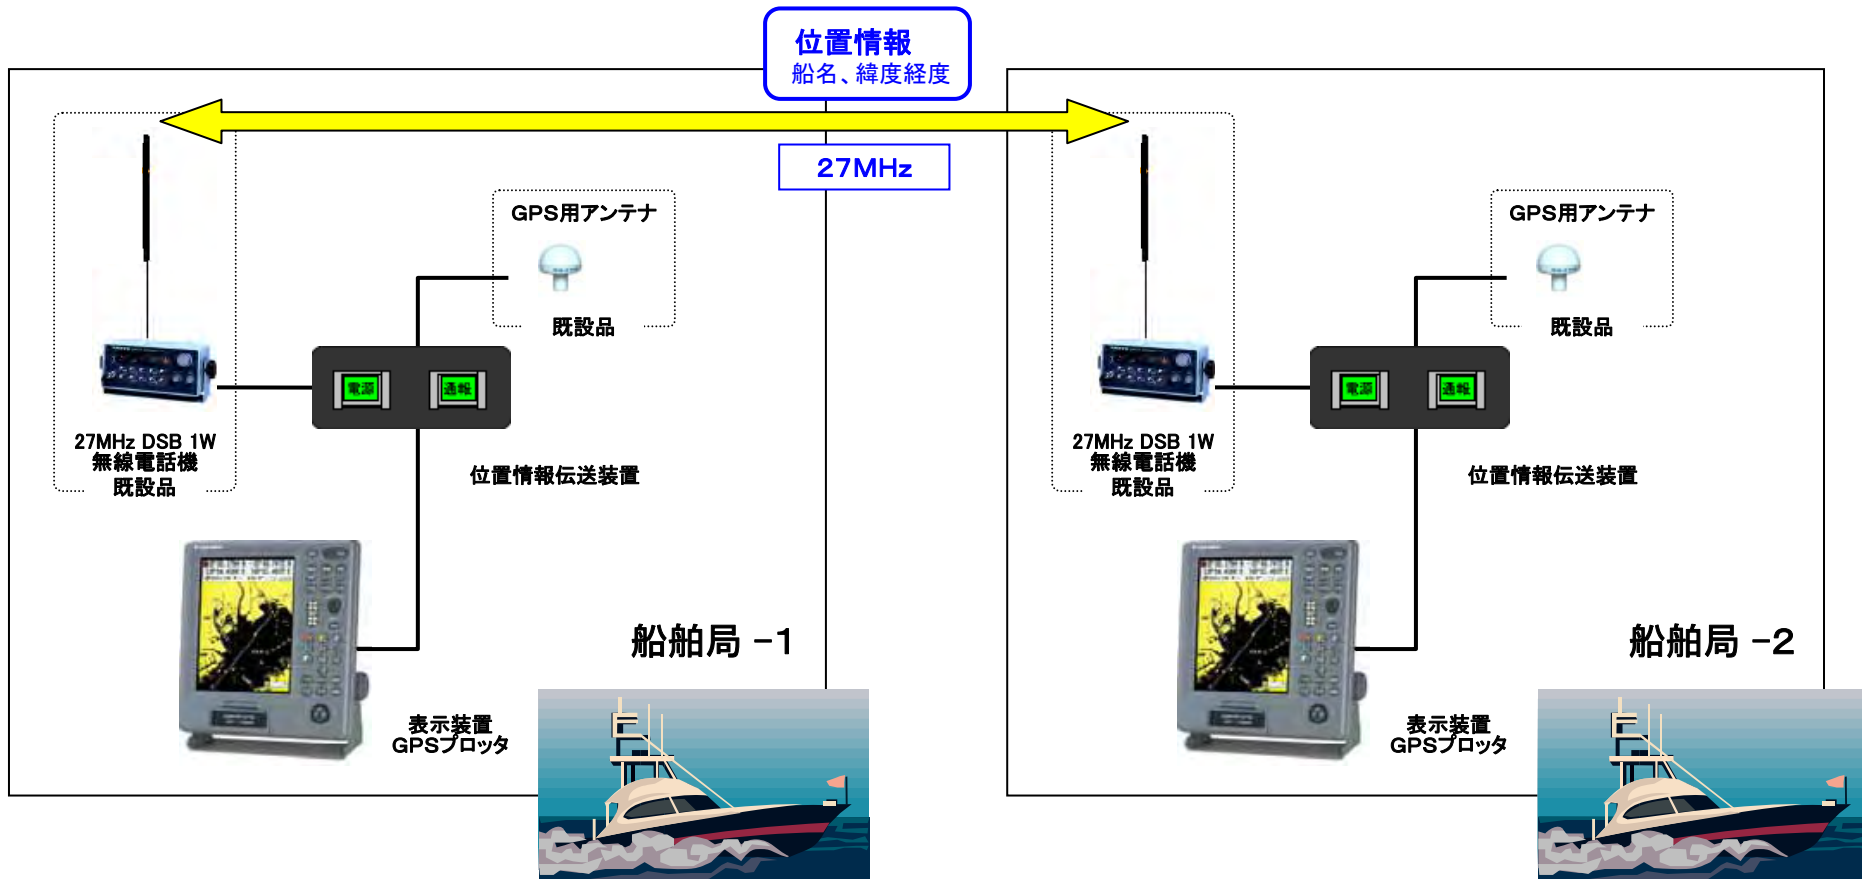 位置情報
船名、緯度経度
27MHz
GPS用アンテナ
既設品
電源
通報
27MHz DSB 1W
無線電話機
既設品
位置情報伝送装置
船舶局 -1
表示装置
GPSプロッタ
GPS用アンテナ
既設品
電源
通報
27MHz DSB 1W
無線電話機
既設品
位置情報伝送装置
船舶局 -2
表示装置
GPSプロッタ